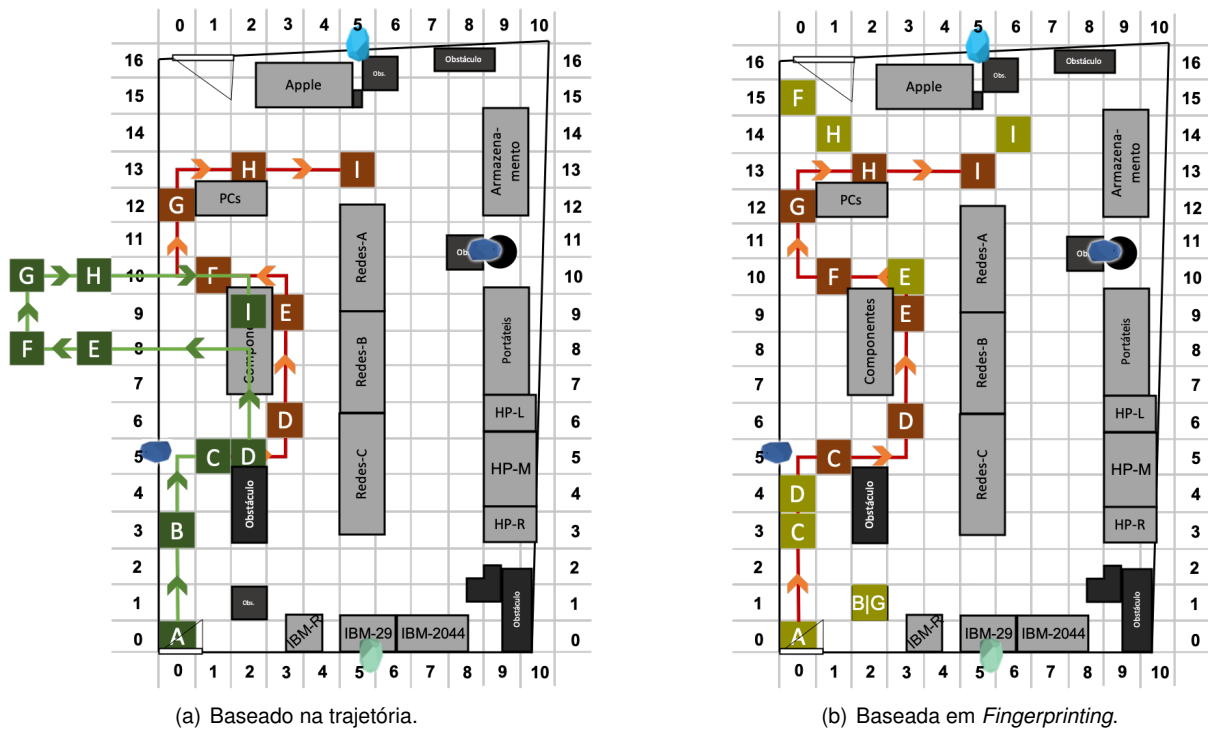 0 1 2 3 4 5 6 7 8 9 10
16 Apple Obs. Obstáculo 16
15 15
14 Armazena-mento 14
13 H I 13
12 G PCs 12
11 Redes-A 11
G H 10 F 10
9 I E Portáteis 9
F E 8 Redes-B 8
7 7
6 D HP-L 6
5 C D Redes-C HP-M 5
4 Obstáculo 4
3 B HP-R 3
2 2
1 Obs. Obstáculo 1
0 A IBM-R IBM-29 IBM-2044 0
0 1 2 3 4 5 6 7 8 9 10
(a) Baseado na trajetória.
0 1 2 3 4 5 6 7 8 9 10
16 Apple Obs. Obstáculo 16
15 F 15
14 H I Armazena-mento 14
13 H I 13
12 G PCs 12
11 Redes-A 11
10 F E 10
9 E Portáteis 9
8 Componentes Redes-B 8
7 7
6 D HP-L 6
5 C Redes-C HP-M 5
4 D Obstáculo 4
3 C HP-R 3
2 2
1 B|G Obstáculo 1
0 A IBM-R IBM-29 IBM-2044 0
0 1 2 3 4 5 6 7 8 9 10
(b) Baseada em Fingerprinting.